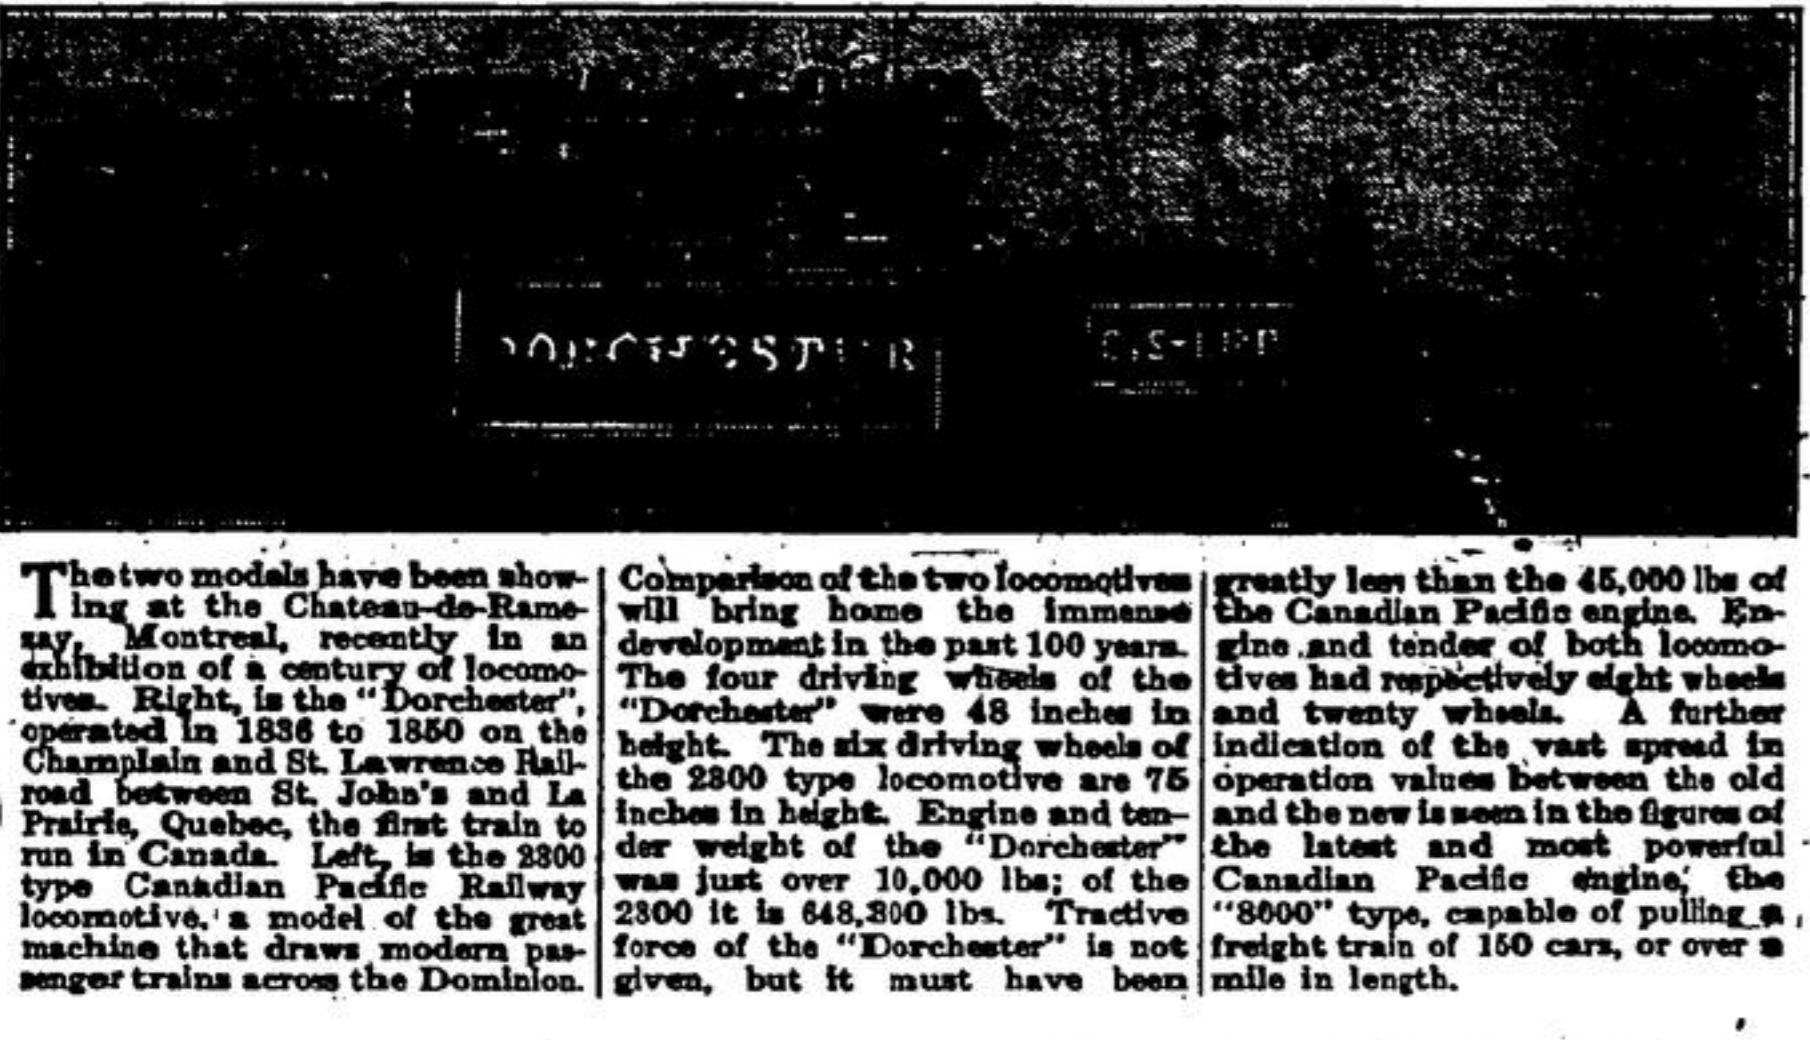 DORCHESTER
The two models have been show-
ing at the Chateau-de-Rame-
zay, Montreal, recently in an
exhibition of a century of locomo-
tives. Right, is the "Dorchester",
operated in 1836 to 1850 on the
Champlain and St. Lawrence Rail-
road between St. John's and La
Prairie, Quebec, the first train to
run in Canada. Left, is the 2300
type Canadian Pacific Railway
locomotive, a model of the great
machine that draws modern pas-
senger trains across the Dominion.
Comparison of the two locomotives
will bring home the immense
development in the past 100 years.
The four driving wheels of the
"Dorchester" were 48 inches in
height. The six driving wheels of
the 2300 type locomotive are 75
inches in height. Engine and ten-
der weight of the "Dorchester"
was just over 10,000 lbs; of the
2300 it is 648,300 lbs. Tractive
force of the "Dorchester" is not
given, but it must have been
greatly less than the 45,000 lbs of
the Canadian Pacific engine. En-
gine and tender of both locomo-
tives had respectively eight wheels
and twenty wheels. A further
indication of the vast spread in
operation values between the old
and the new is seen in the figures of
the latest and most powerful
Canadian Pacific engine, the
"8000" type, capable of pulling a
freight train of 150 cars, or over a
mile in length.